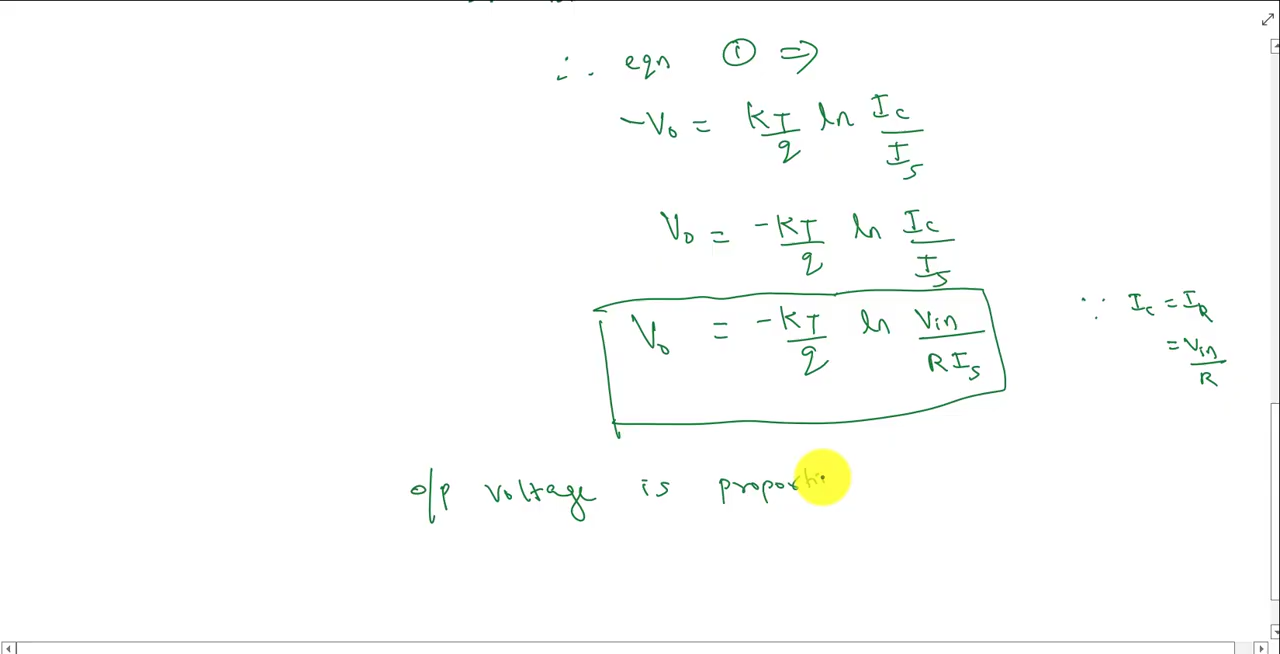 ∴ eqn ① ⇒
-V₀ = KT/q ln Ic/Is
V₀ = -KT/q ln Ic/Is
V₀ = -KT/q ln Vin/RIs
∵ Ic = IR
= Vin/R
o/p voltage is proporti